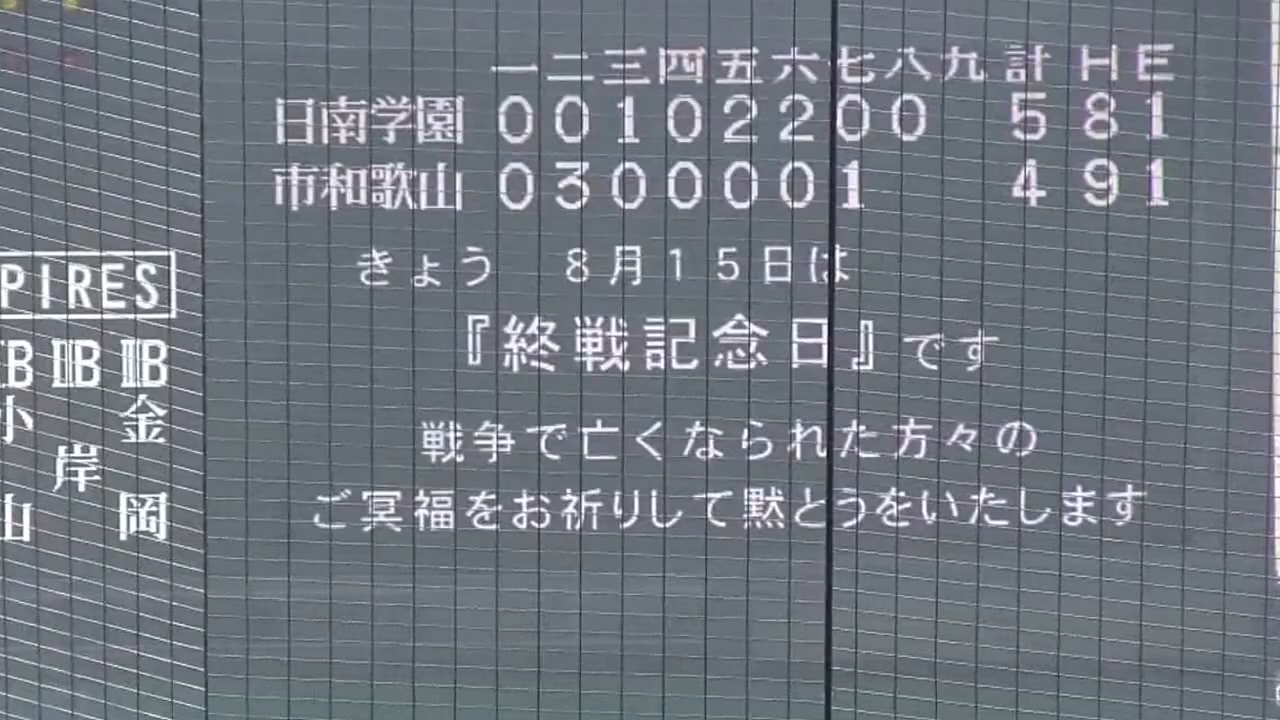 一二三四五六七八九計HE
日南学園 00102200 581
市和歌山 0300001 491
きょう 8月15日は
『終戦記念日』です
戦争で亡くなられた方々の
ご冥福をお祈りして黙とうをいたします
PIRES
B ⅡB ⅢB
小 金
岸
山 岡